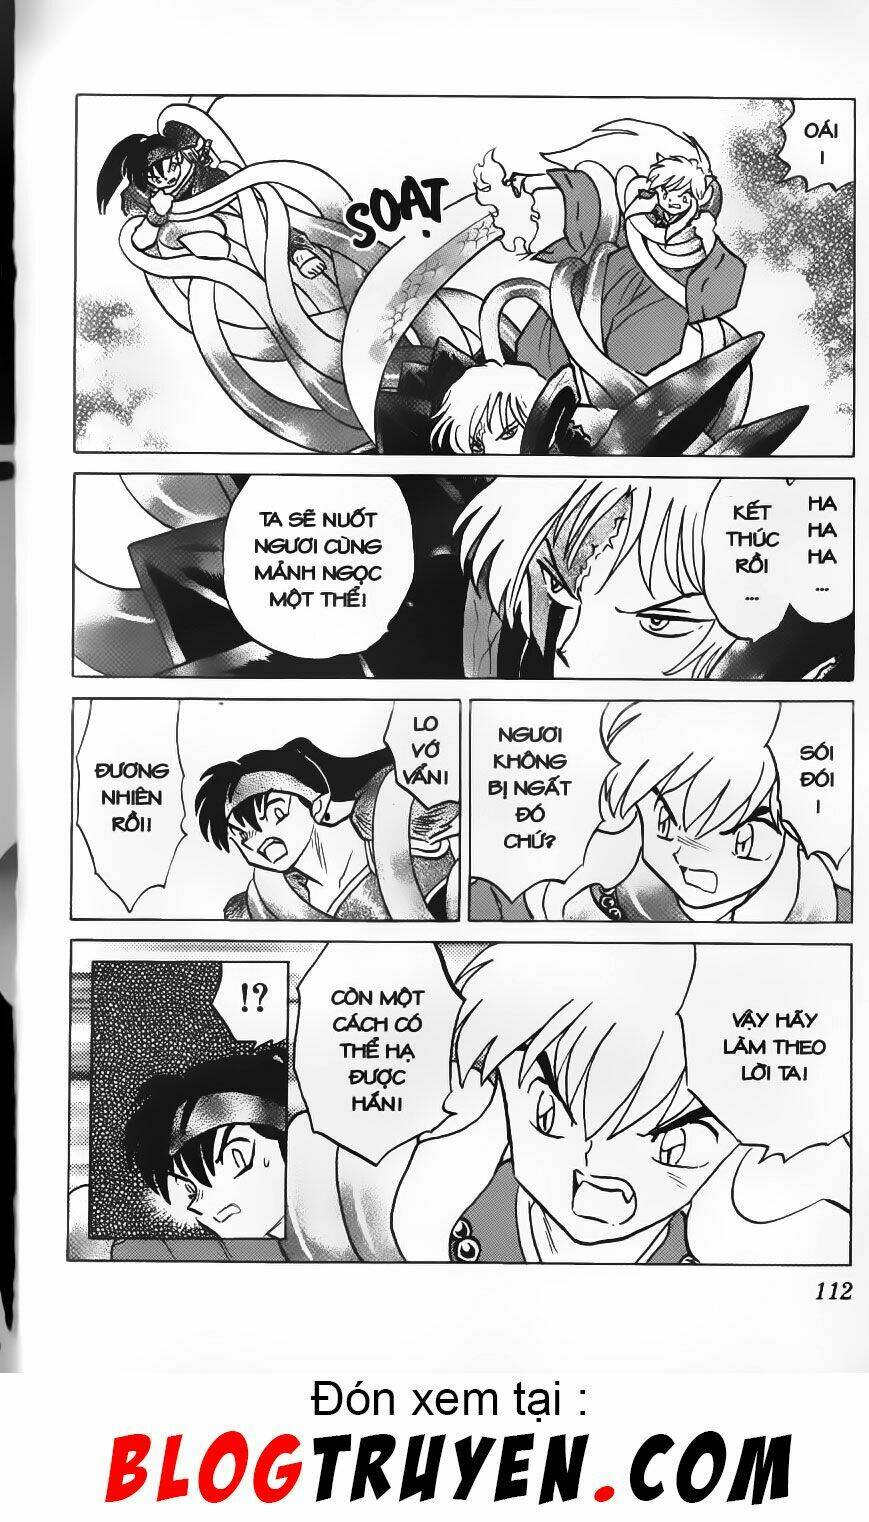 OÁI
!
SOẠT
HA
HA
HA
...
KẾT
THÚC
RỒI
...
TA SẼ NUỐT
NGƯƠI CÙNG
MẢNH NGỌC
MỘT THỂ!
SÓI
ĐÓI
!
NGƯƠI
KHÔNG
BỊ NGẤT
ĐÓ
CHỨ?
LO
VỚ
VẨN!
ĐƯƠNG
NHIÊN
RỒI!
VẬY HÃY
LÀM THEO
LỜI TA!
CÒN MỘT
CÁCH CÓ
THỂ HẠ
ĐƯỢC
HẮN!
!?
112
Đón xem tại :
BLOGTRUYEN.COM